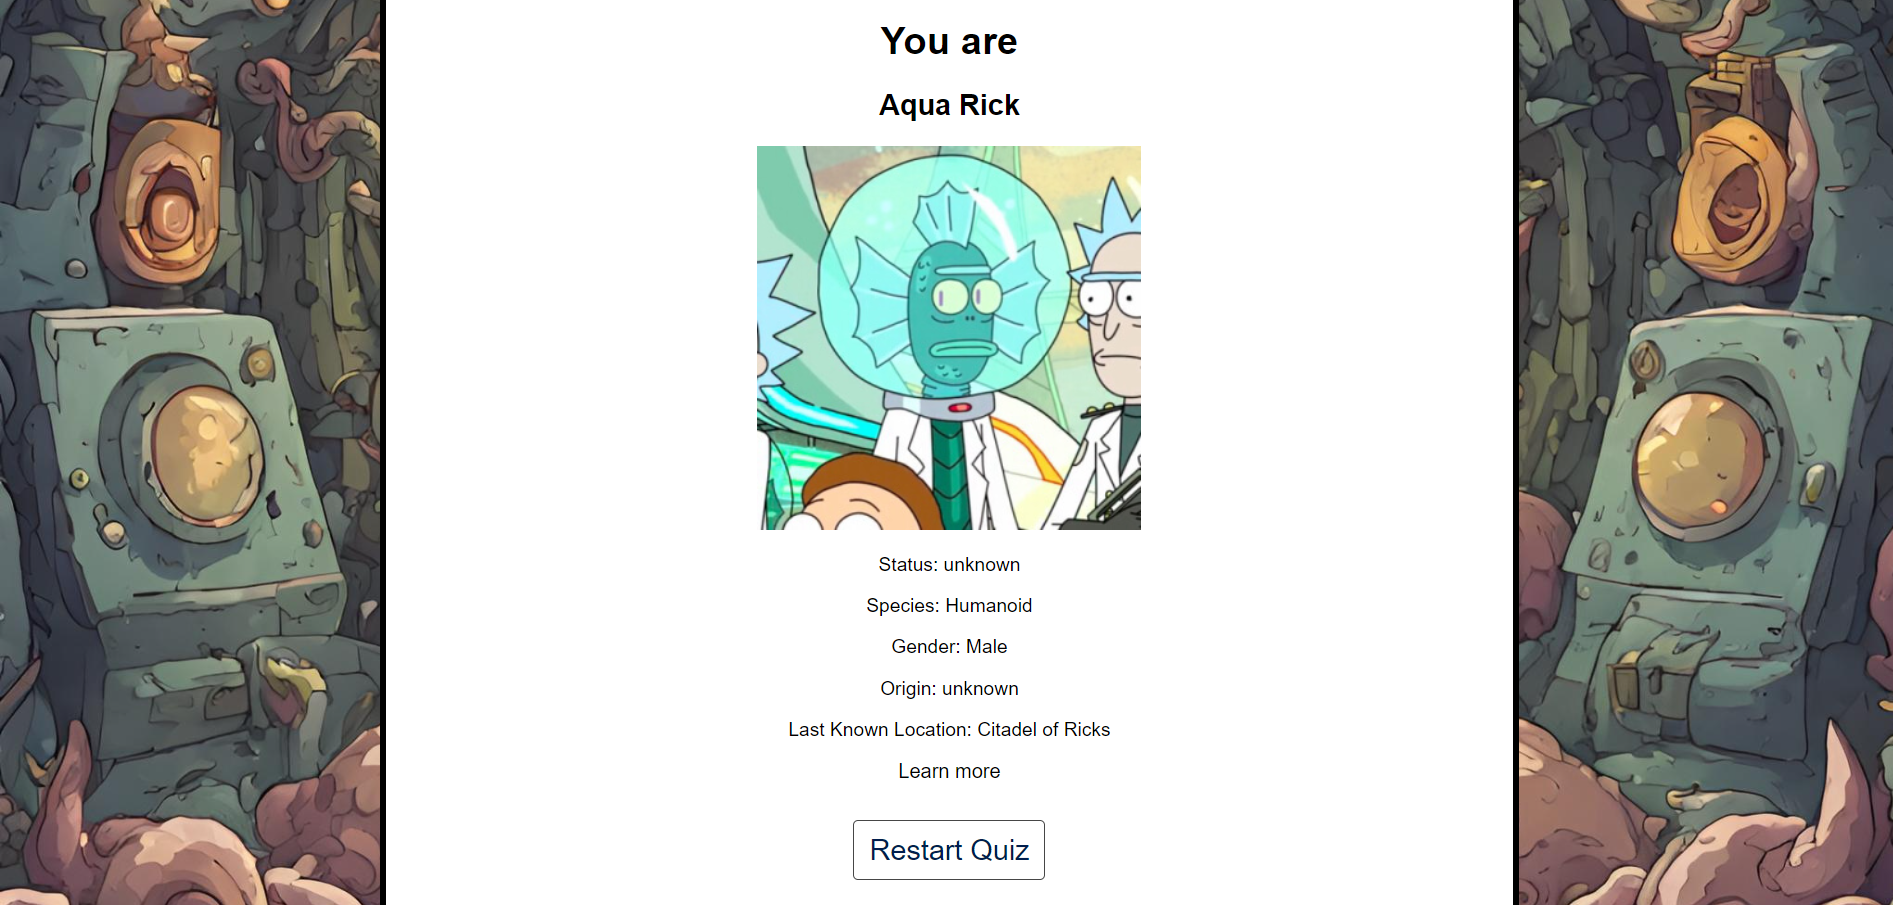 You are
Aqua Rick
Status: unknown
Species: Humanoid
Gender: Male
Origin: unknown
Last Known Location: Citadel of Ricks
Learn more
Restart Quiz